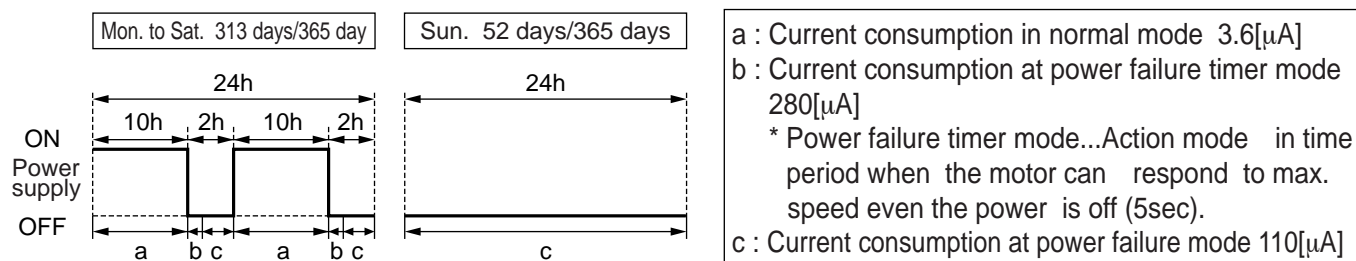 Mon. to Sat. 313 days/365 day
24h
10h 2h 10h 2h
ON
Power
supply
OFF
a b c a b c
Sun. 52 days/365 days
24h
c
a : Current consumption in normal mode 3.6[μA]
b : Current consumption at power failure timer mode
280[μA]
* Power failure timer mode...Action mode in time
period when the motor can respond to max.
speed even the power is off (5sec).
c : Current consumption at power failure mode 110[μA]